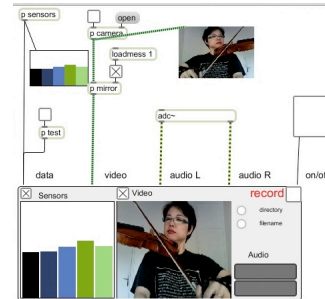 p sensors
open
p camera
loadmess 1
p mirror
adc~
p test
data
video
audio L
audio R
on/of
Sensors
Video
record
directory
filename
Audio